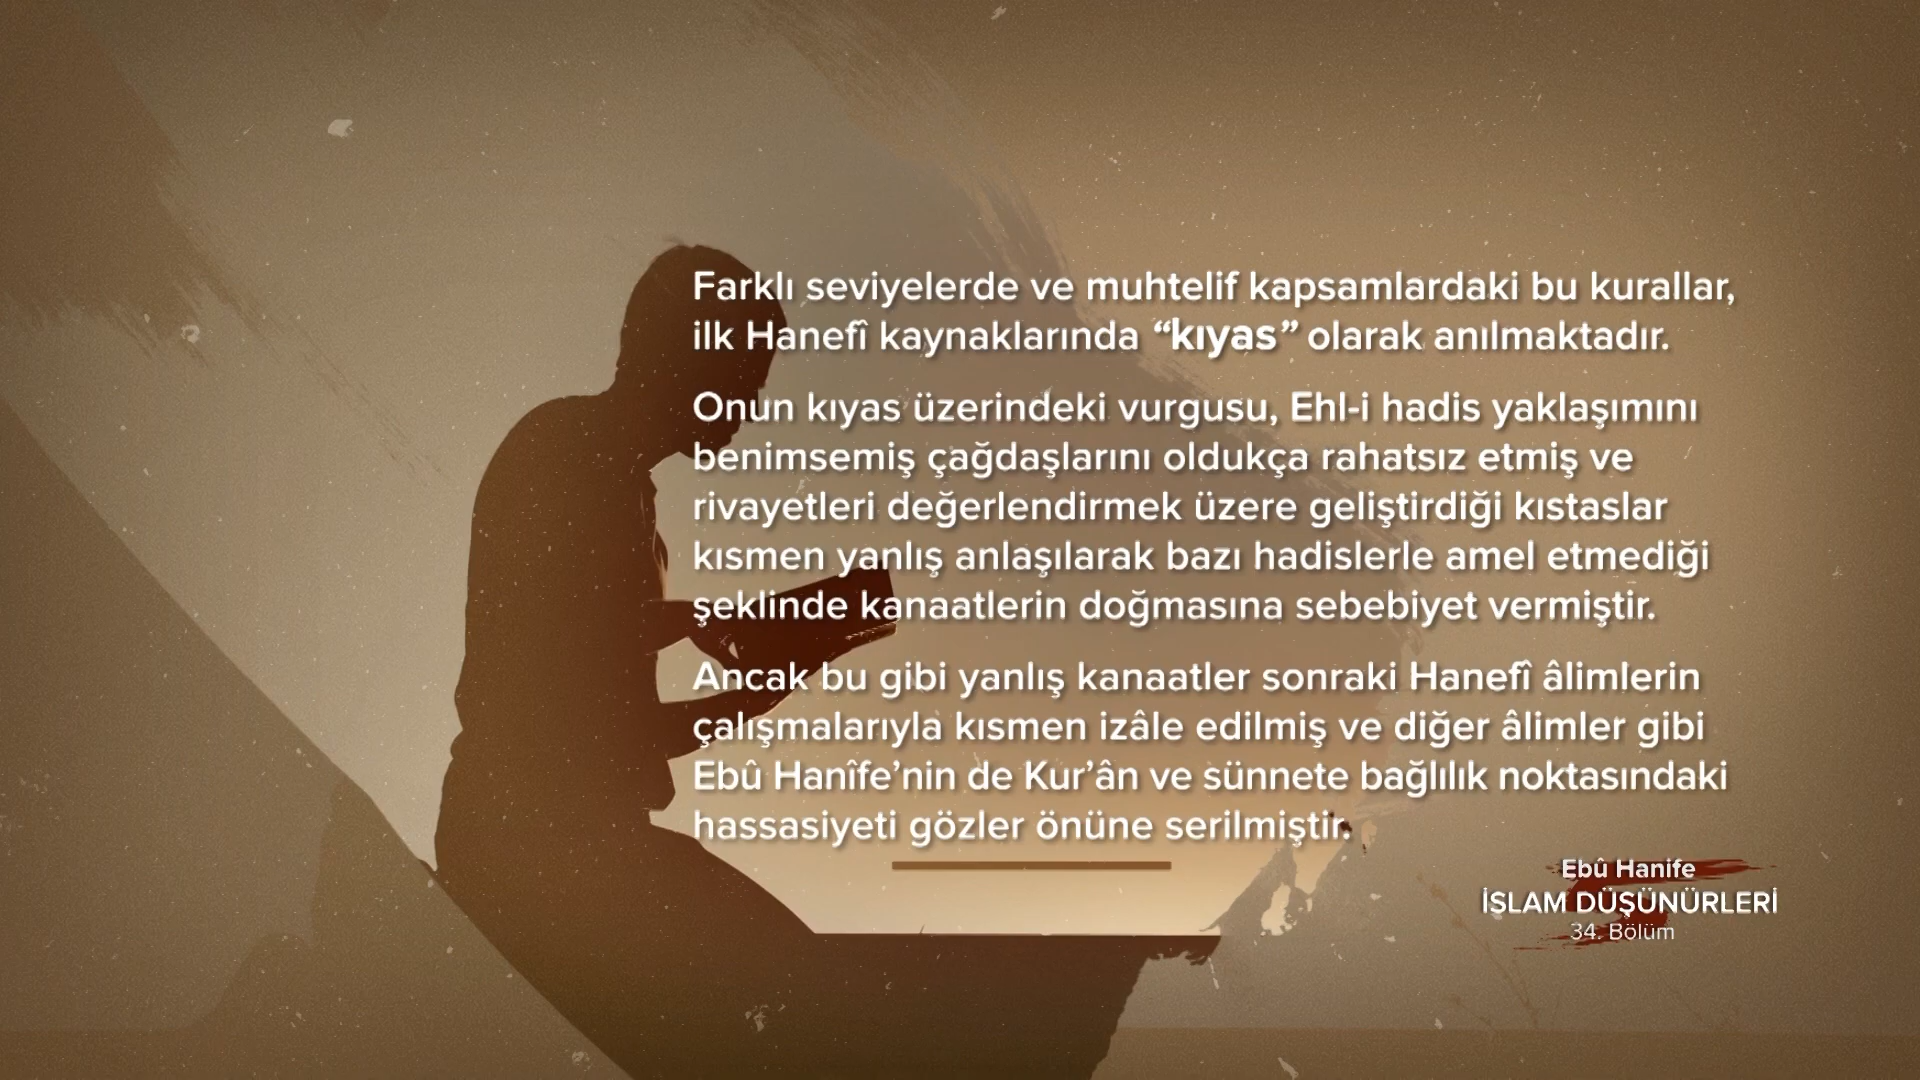 Farklı seviyelerde ve muhtelif kapsamlardaki bu kurallar,
ilk Hanefî kaynaklarında “kıyas” olarak anılmaktadır.
Onun kıyas üzerindeki vurgusu, Ehl-i hadis yaklaşımını
benimsemiş çağdaşlarını oldukça rahatsız etmiş ve
rivayetleri değerlendirmek üzere geliştirdiği kıstaslar
kısmen yanlış anlaşılarak bazı hadislerle amel etmediği
şeklinde kanaatlerin doğmasına sebebiyet vermiştir.
Ancak bu gibi yanlış kanaatler sonraki Hanefî âlimlerin
çalışmalarıyla kısmen izâle edilmiş ve diğer âlimler gibi
Ebû Hanîfe’nin de Kur’ân ve sünnete bağlılık noktasındaki
hassasiyeti gözler önüne serilmiştir.
Ebû Hanife
İSLAM DÜŞÜNÜRLERİ
34. Bölüm